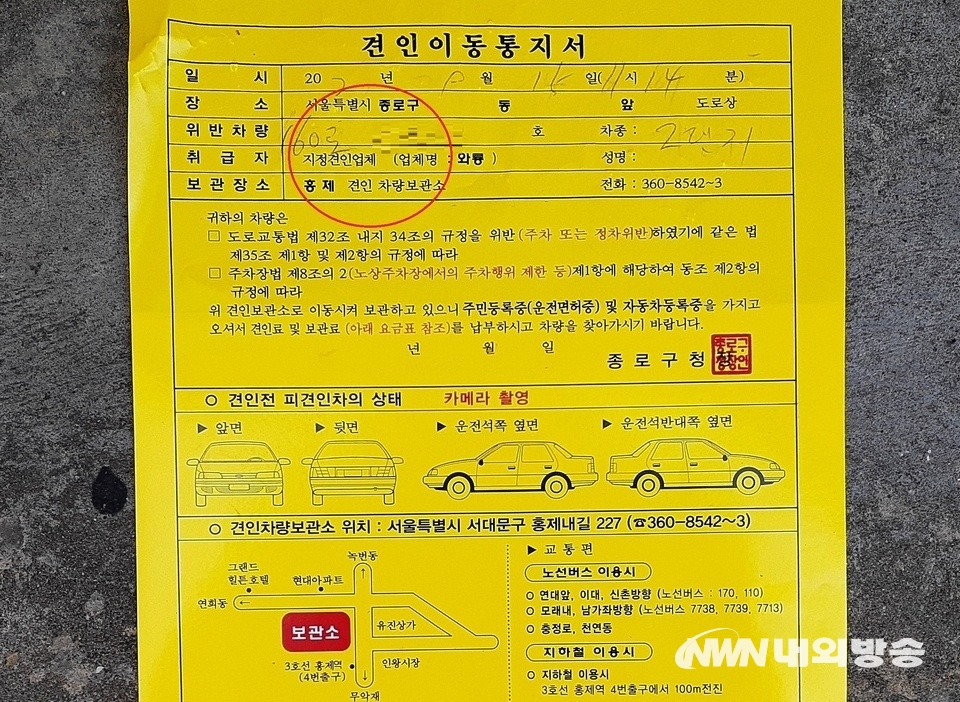 견인이동통지서
일 시 20 년 월 일( 11시 14 분)
장 소 서울특별시 종로구 동 앞 도로상
위반차량 160로 호 차종 :
취급자 지정견인업체 (업체명 : 와룡 ) 성명 :
보관장소 홍제 견인 차량보관소 전화 : 360-8542~3
귀하의 차량은
□ 도로교통법 제32조 내지 34조의 규정을 위반(주차 또는 정차위반)하였기에 같은 법
제35조 제1항 및 제2항의 규정에 따라
□ 주차장법 제8조의 2(노상주차장에서의 주차행위 제한 등)제1항에 해당하여 동조 제2항의
규정에 따라
위 견인보관소로 이동시켜 보관하고 있으니 주민등록증(운전면허증) 및 자동차등록증을 가지고
오셔서 견인료 및 보관료 (아래 요금표 참조)를 납부하시고 차량을 찾아가시기 바랍니다.
년 월 일
종로구청
○ 견인전 피견인차의 상태 카메라 촬영
▶ 앞면 ▶ 뒷면 ▶ 운전석쪽 옆면 ▶ 운전석반대쪽 옆면
○ 견인차량보관소 위치 : 서울특별시 서대문구 홍제내길 227 (☎360-8542~3)
녹번동
그랜드
힐튼호텔
현대아파트
연희동
보관소
유진상가
3호선 홍제역
(4번출구)
인왕시장
무악재
▶ 교 통 편
노선버스 이용시
○ 연대앞, 이대, 신촌방향 (노선버스 : 170, 110)
○ 모래내, 남가좌방향 (노선버스 7738, 7739, 7713)
○ 충정로, 천연동
지하철 이용시
○ 지하철 이용시
3호선 홍제역 4번출구에서 100m전진
NWN 내외방송